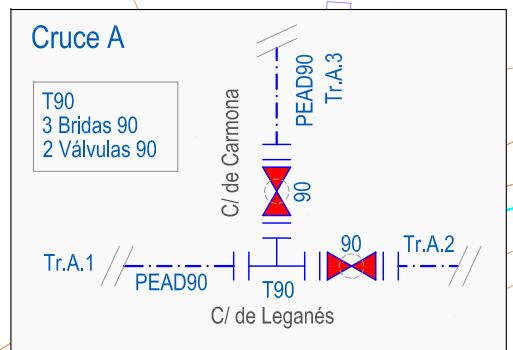 Cruce A
T90
3 Bridas 90
2 Válvulas 90
C/ de Carmona
PEAD90
Tr.A.3
90
Tr.A.1
PEAD90
T90
90
Tr.A.2
C/ de Leganés